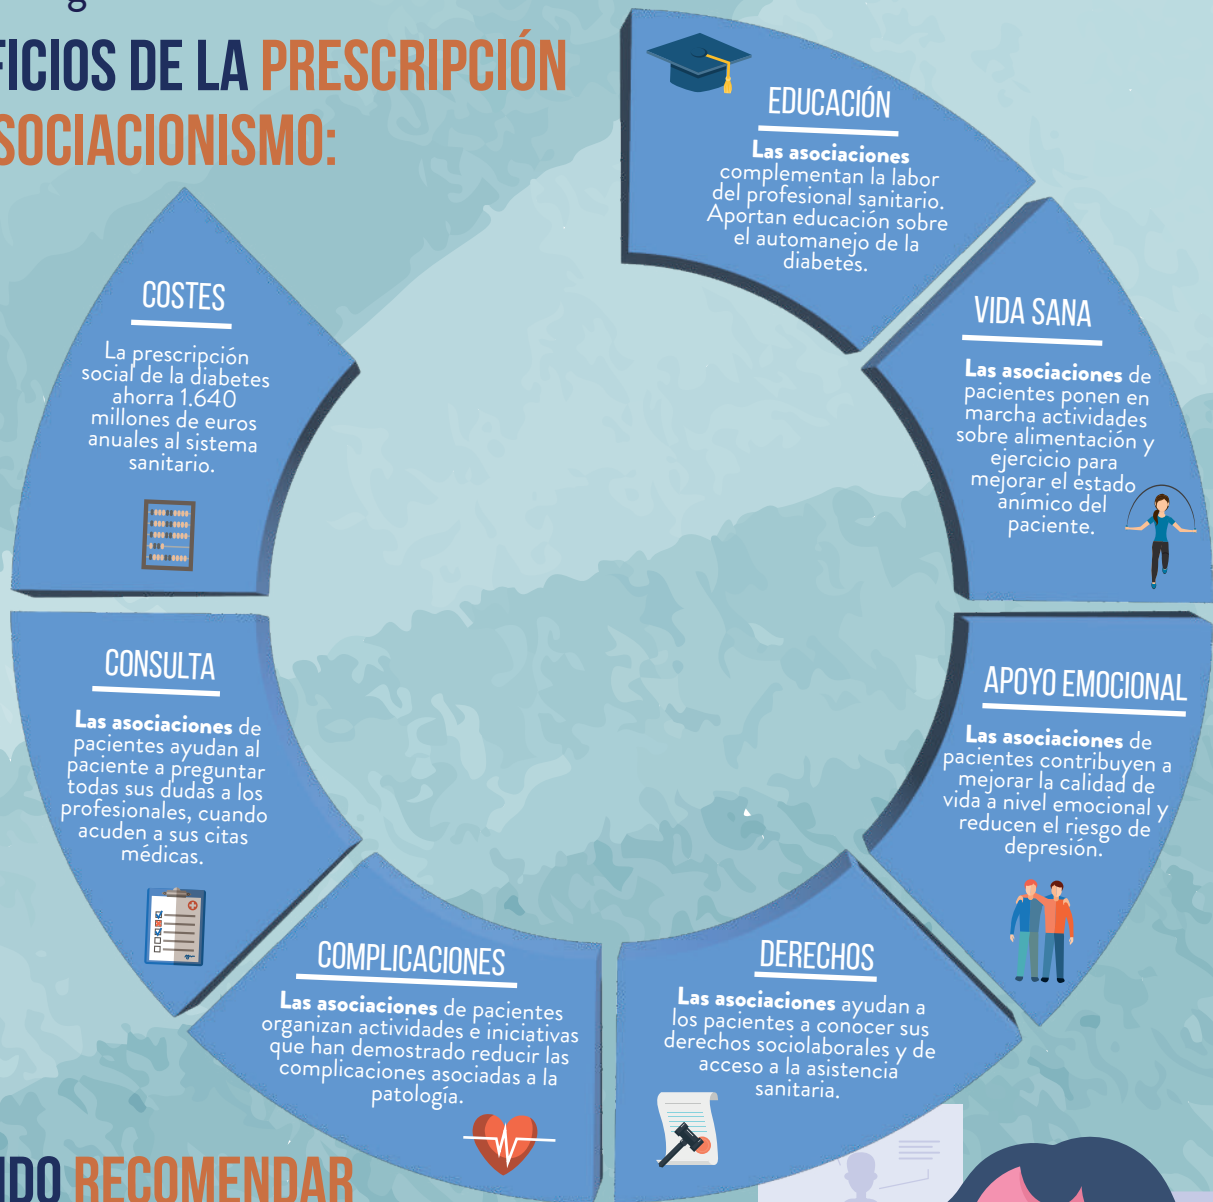 FICIOS DE LA PRESCRIPCIÓN
SOCIACIONISMO:
EDUCACIÓN
Las asociaciones
complementan la labor
del profesional sanitario.
Aportan educación sobre
el automanejo de la
diabetes.
VIDA SANA
Las asociaciones de
pacientes ponen en
marcha actividades
sobre alimentación y
ejercicio para
mejorar el estado
anímico del
paciente.
APOYO EMOCIONAL
Las asociaciones de
pacientes contribuyen a
mejorar la calidad de
vida a nivel emocional y
reducen el riesgo de
depresión.
DERECHOS
Las asociaciones ayudan a
los pacientes a conocer sus
derechos sociolaborales y de
acceso a la asistencia
sanitaria.
COMPLICACIONES
Las asociaciones de pacientes
organizan actividades e iniciativas
que han demostrado reducir las
complicaciones asociadas a la
patología.
CONSULTA
Las asociaciones de
pacientes ayudan al
paciente a preguntar
todas sus dudas a los
profesionales, cuando
acuden a sus citas
médicas.
COSTES
La prescripción
social de la diabetes
ahorra 1.640
millones de euros
anuales al sistema
sanitario.
NDO RECOMENDAR